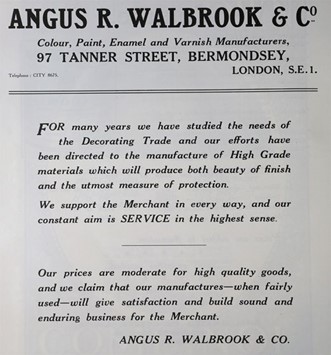 ANGUS R. WALBROOK & Cº
Colour, Paint, Enamel and Varnish Manufacturers,
97 TANNER STREET, BERMONDSEY,
Telephone: CITY 8675. LONDON, S.E.1.
FOR many years we have studied the needs of
the Decorating Trade and our efforts have
been directed to the manufacture of High Grade
materials which will produce both beauty of finish
and the utmost measure of protection.
We support the Merchant in every way, and our
constant aim is SERVICE in the highest sense.
Our prices are moderate for high quality goods,
and we claim that our manufactures—when fairly
used—will give satisfaction and build sound and
enduring business for the Merchant.
ANGUS R. WALBROOK & CO.